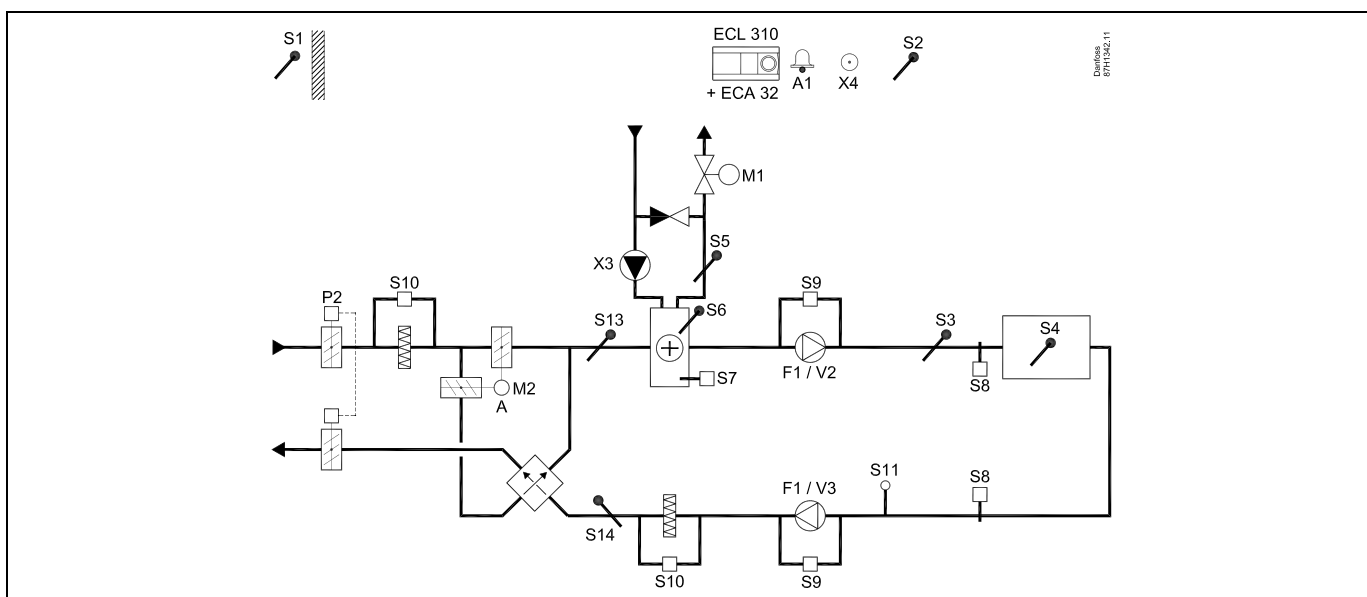 S1
ECL 310
+ ECA 32
A1
X4
S2
Danfoss
87H1342.11
M1
S5
X3
P2
S10
S13
S6
S7
S9
F1 / V2
S3
S4
S8
M2
A
S14
S10
F1 / V3
S9
S11
S8